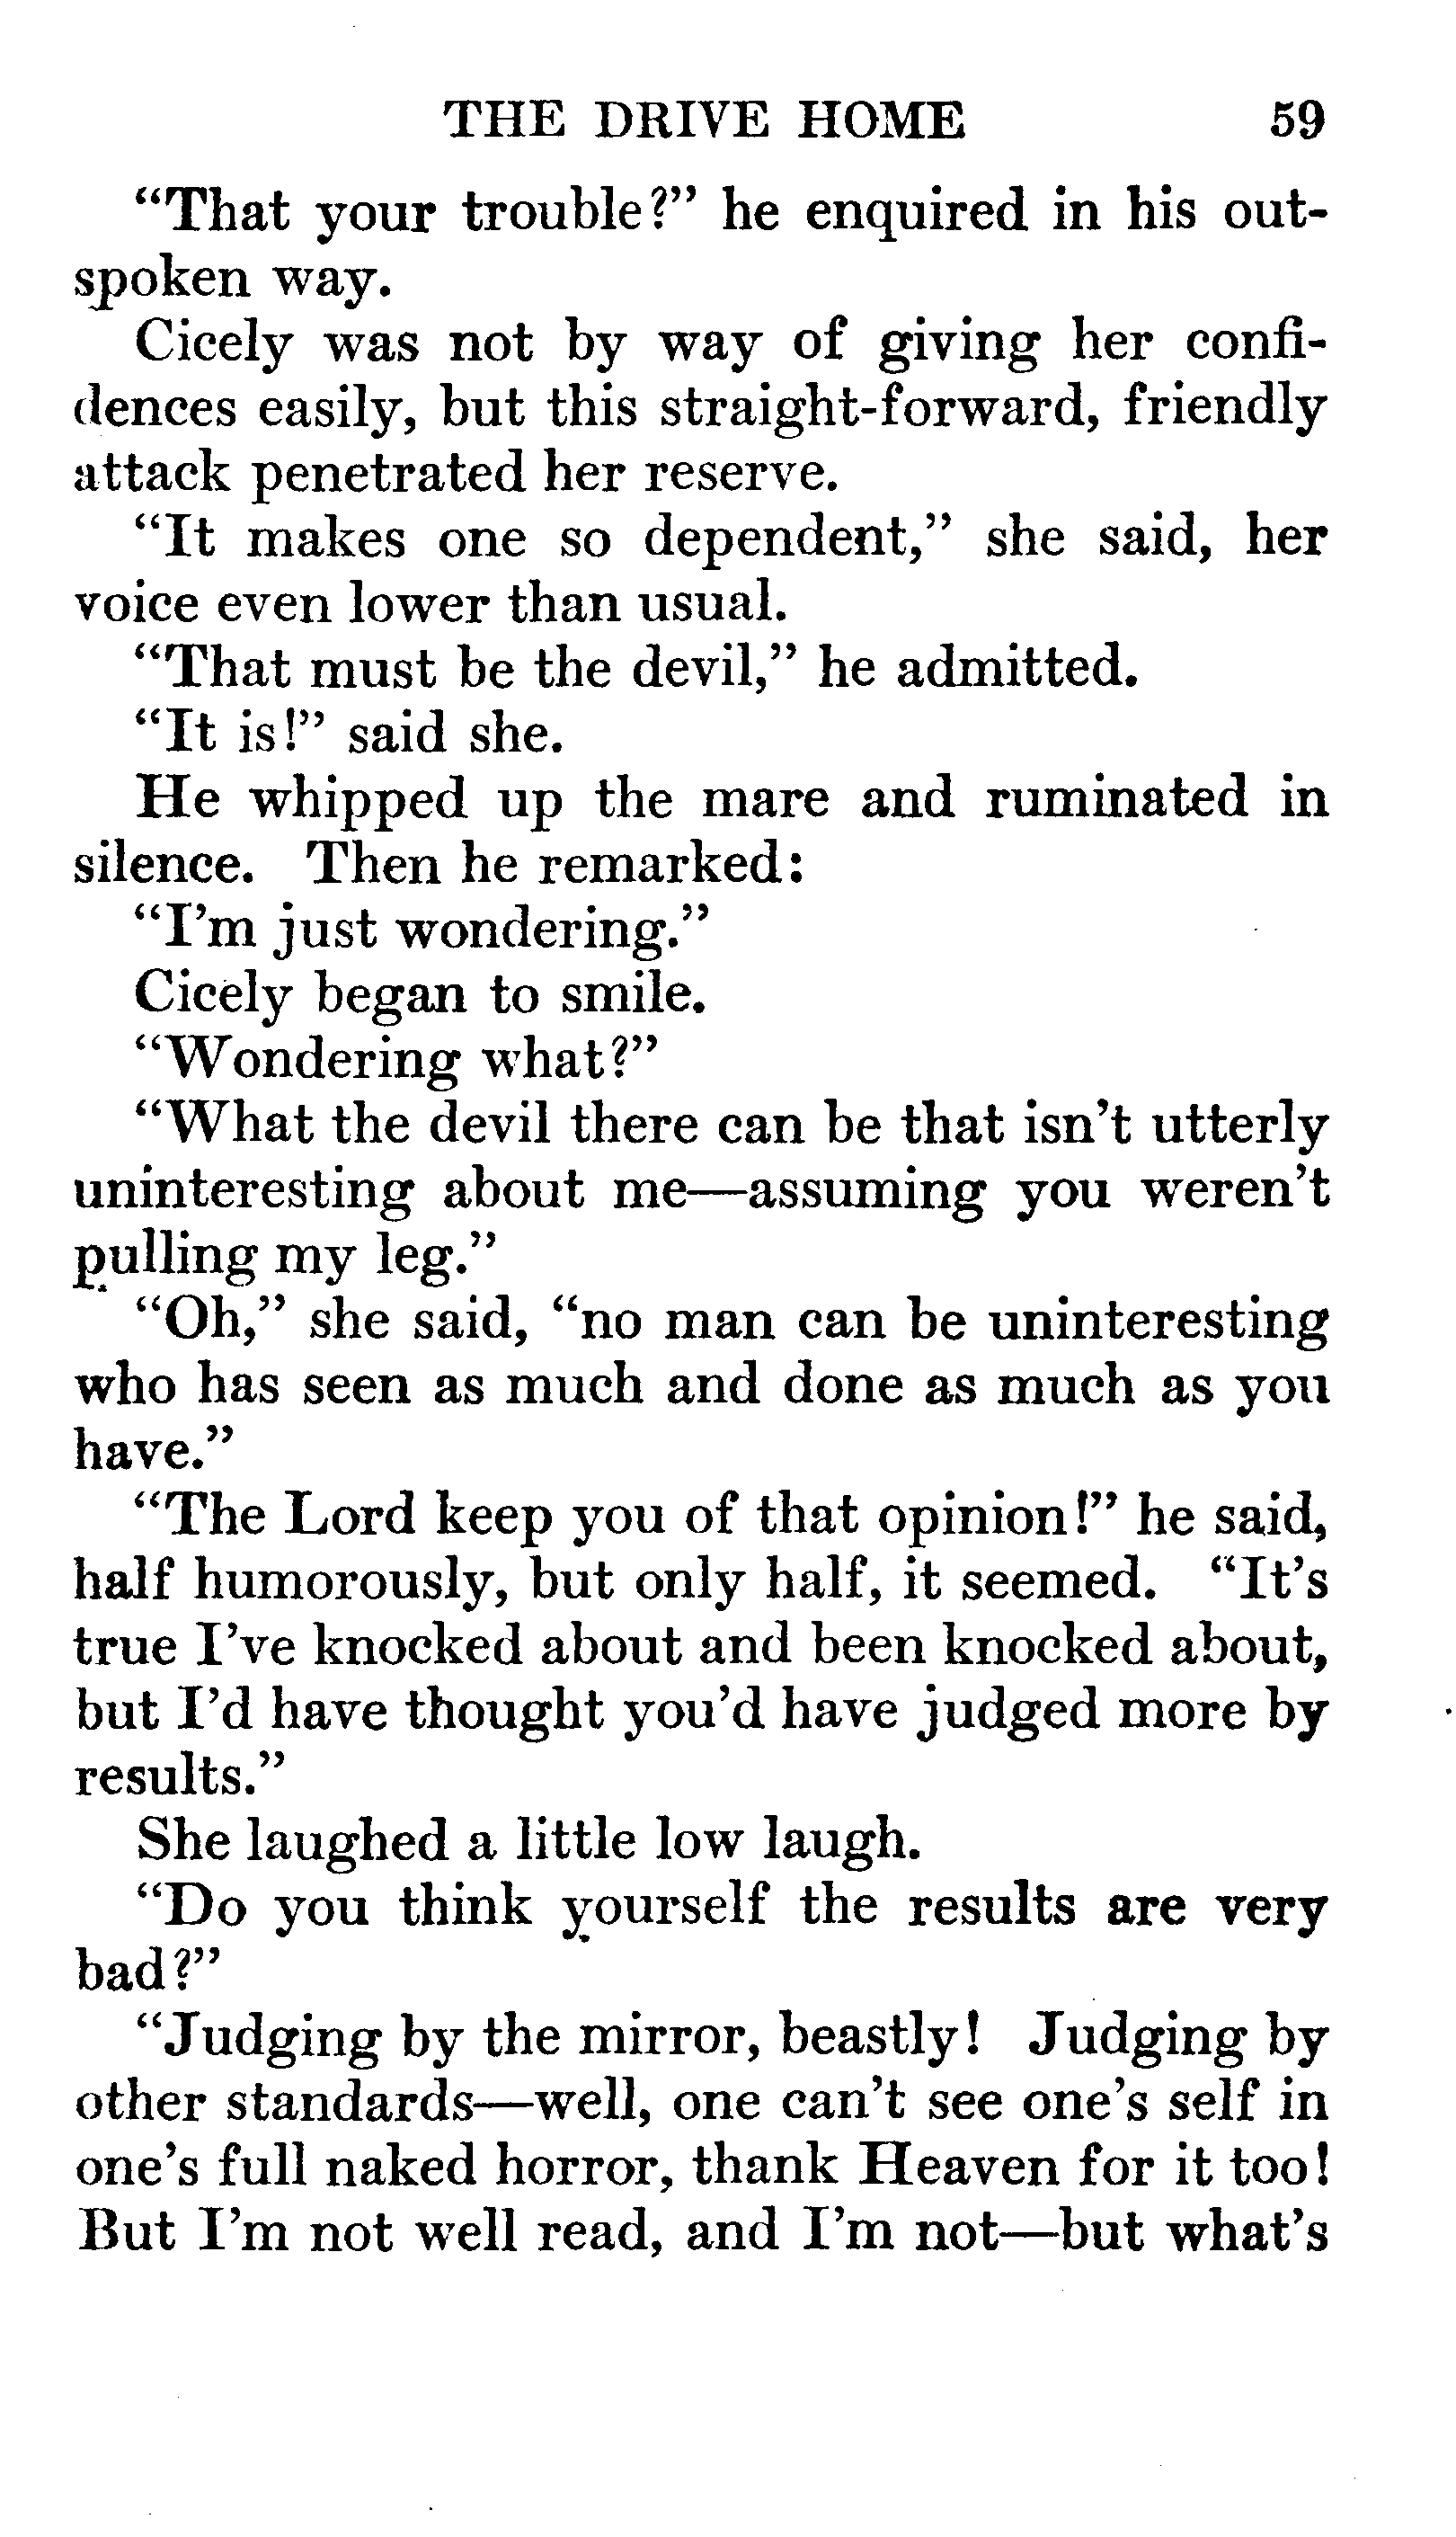 THE DRIVE HOME 59
“That your trouble?” he enquired in his out-
spoken way.
Cicely was not by way of giving her confi-
dences easily, but this straight-forward, friendly
attack penetrated her reserve.
“It makes one so dependent,” she said, her
voice even lower than usual.
“That must be the devil,” he admitted.
“It is!” said she.
He whipped up the mare and ruminated in
silence. Then he remarked:
“I’m just wondering.”
Cicely began to smile.
“Wondering what?”
“What the devil there can be that isn’t utterly
uninteresting about me—assuming you weren’t
pulling my leg.”
“Oh,” she said, “no man can be uninteresting
who has seen as much and done as much as you
have.”
“The Lord keep you of that opinion!” he said,
half humorously, but only half, it seemed. “It’s
true I’ve knocked about and been knocked about,
but I’d have thought you’d have judged more by
results.”
She laughed a little low laugh.
“Do you think yourself the results are very
bad?”
“Judging by the mirror, beastly! Judging by
other standards—well, one can’t see one’s self in
one’s full naked horror, thank Heaven for it too!
But I’m not well read, and I’m not—but what’s